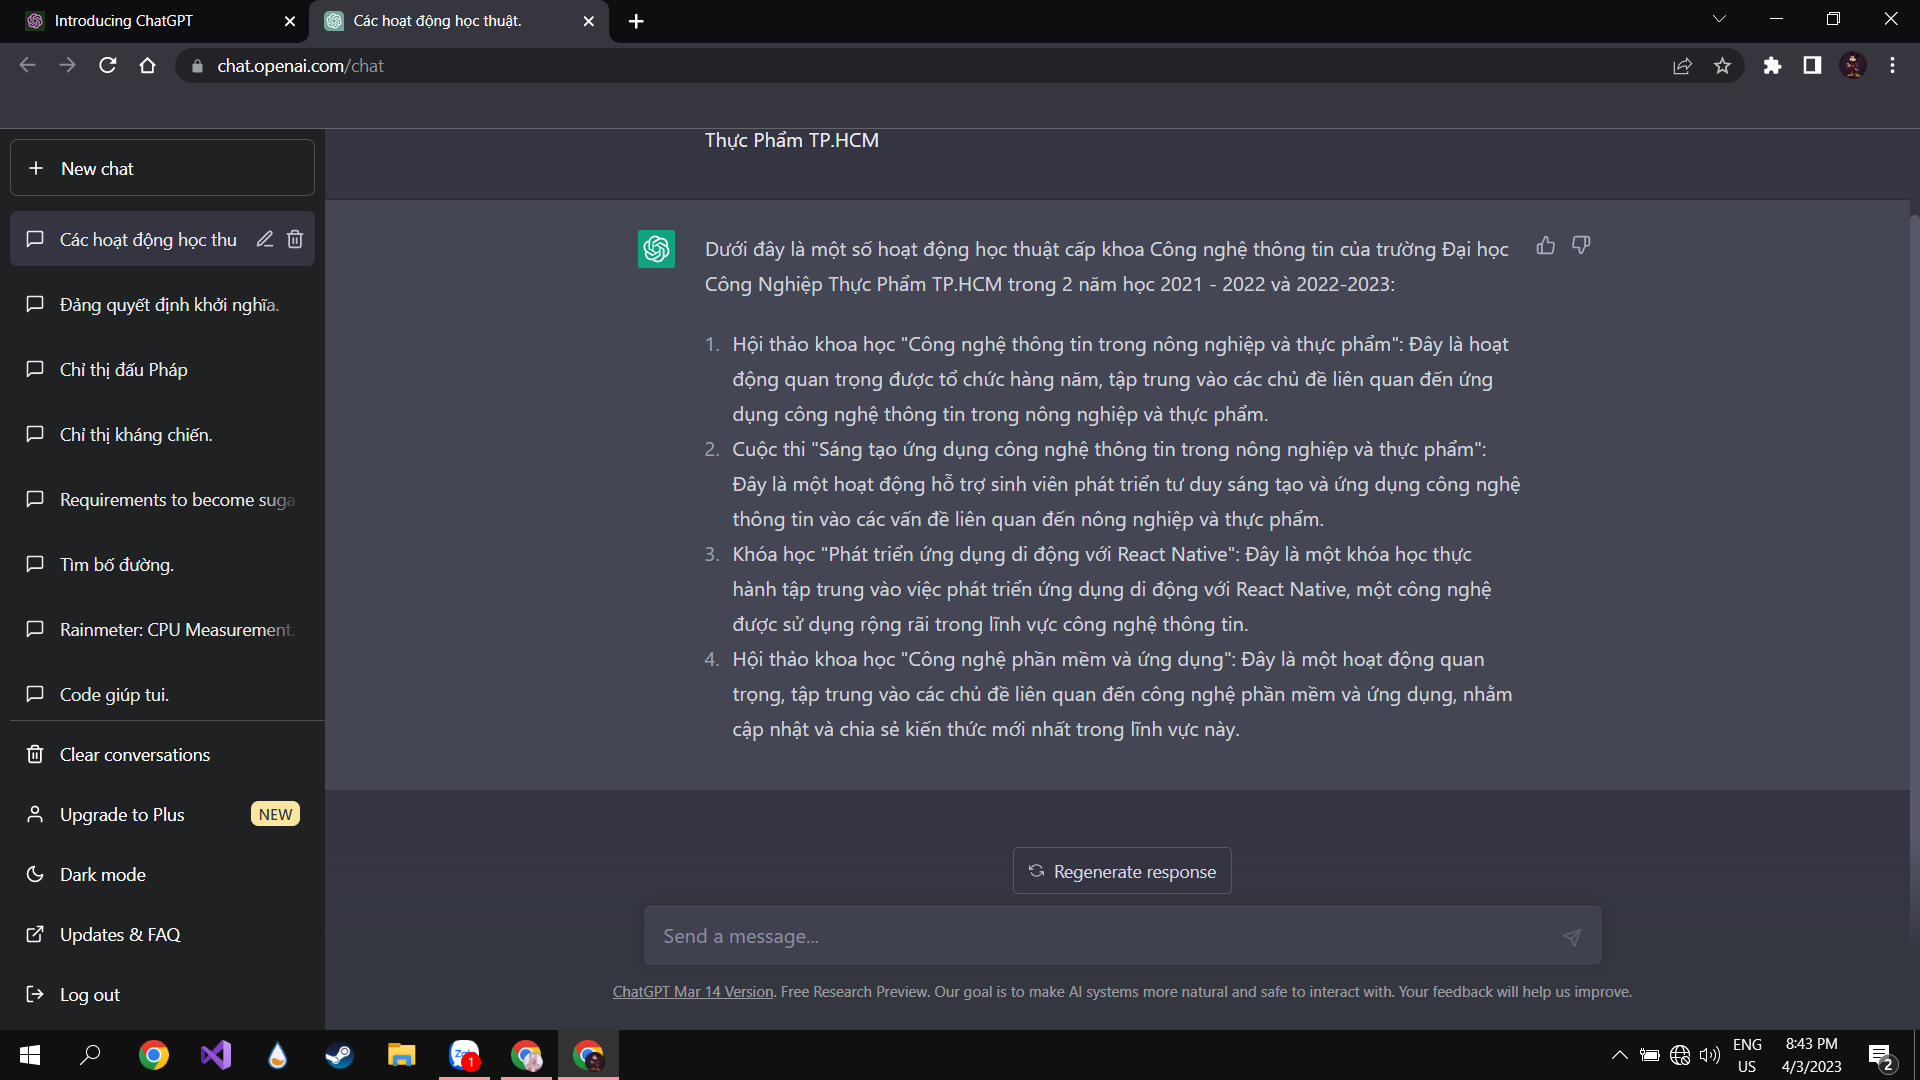 Introducing ChatGPT
Các hoạt động học thuật.
chat.openai.com/chat
New chat
Các hoạt động học thu
Đảng quyết định khởi nghĩa.
Chỉ thị đấu Pháp
Chỉ thị kháng chiến.
Requirements to become suga
Tìm bố đường.
Rainmeter: CPU Measurement.
Code giúp tui.
Clear conversations
Upgrade to Plus
NEW
Dark mode
Updates & FAQ
Log out
Thực Phẩm TP.HCM
Dưới đây là một số hoạt động học thuật cấp khoa Công nghệ thông tin của trường Đại học
Công Nghiệp Thực Phẩm TP.HCM trong 2 năm học 2021 - 2022 và 2022-2023:
1. Hội thảo khoa học "Công nghệ thông tin trong nông nghiệp và thực phẩm": Đây là hoạt
động quan trọng được tổ chức hàng năm, tập trung vào các chủ đề liên quan đến ứng
dụng công nghệ thông tin trong nông nghiệp và thực phẩm.
2. Cuộc thi "Sáng tạo ứng dụng công nghệ thông tin trong nông nghiệp và thực phẩm":
Đây là một hoạt động hỗ trợ sinh viên phát triển tư duy sáng tạo và ứng dụng công nghệ
thông tin vào các vấn đề liên quan đến nông nghiệp và thực phẩm.
3. Khóa học "Phát triển ứng dụng di động với React Native": Đây là một khóa học thực
hành tập trung vào việc phát triển ứng dụng di động với React Native, một công nghệ
được sử dụng rộng rãi trong lĩnh vực công nghệ thông tin.
4. Hội thảo khoa học "Công nghệ phần mềm và ứng dụng": Đây là một hoạt động quan
trọng, tập trung vào các chủ đề liên quan đến công nghệ phần mềm và ứng dụng, nhằm
cập nhật và chia sẻ kiến thức mới nhất trong lĩnh vực này.
Regenerate response
Send a message...
ChatGPT Mar 14 Version. Free Research Preview. Our goal is to make AI systems more natural and safe to interact with. Your feedback will help us improve.
1
ENG
US
8:43 PM
4/3/2023
2